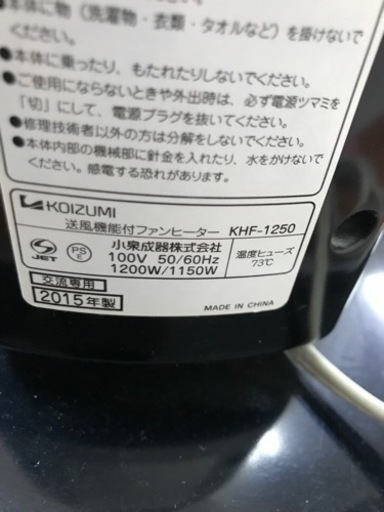 ●本体に物（洗濯物・衣類・タオルなど）を掛けないで
ください。
●本体に乗ったり、もたれたりしないでください。
●ご使用にならないときや外出時は、必ず電源ツマミを
「切」にして、電源プラグを抜いてください。
●修理技術者以外の方は分解をしないでください。
●本体内部の機械部に針金を入れたり、水をかけないで
ください。感電する恐れがあります。
KOIZUMI
送風機能付ファンヒーター KHF-1250
JET
PS
E
小泉成器株式会社
100V 50/60Hz
1200W/1150W
温度ヒューズ
73℃
交流専用
2015年製
MADE IN CHINA